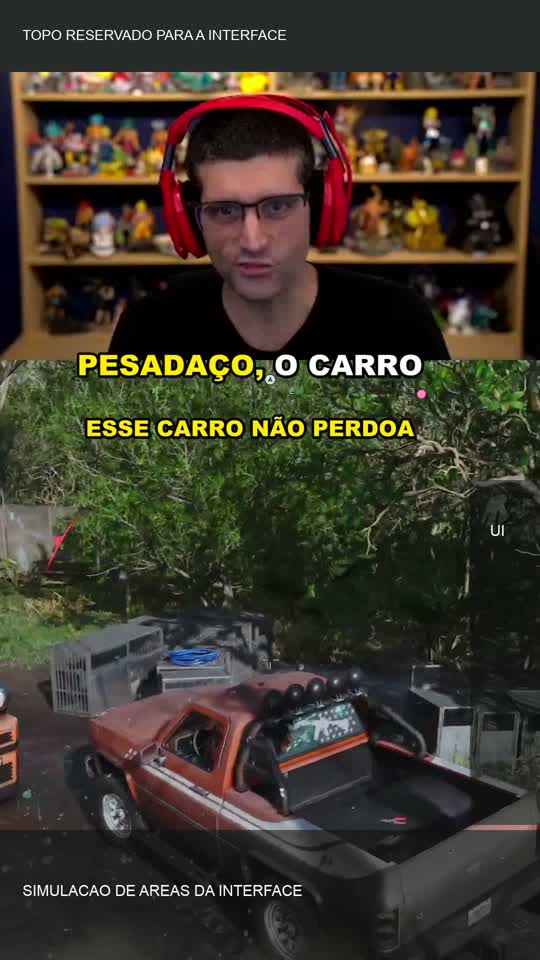 TOPO RESERVADO PARA A INTERFACE
PESADAÇO, O CARRO
ESSE CARRO NÃO PERDOA
UI
SIMULACAO DE AREAS DA INTERFACE